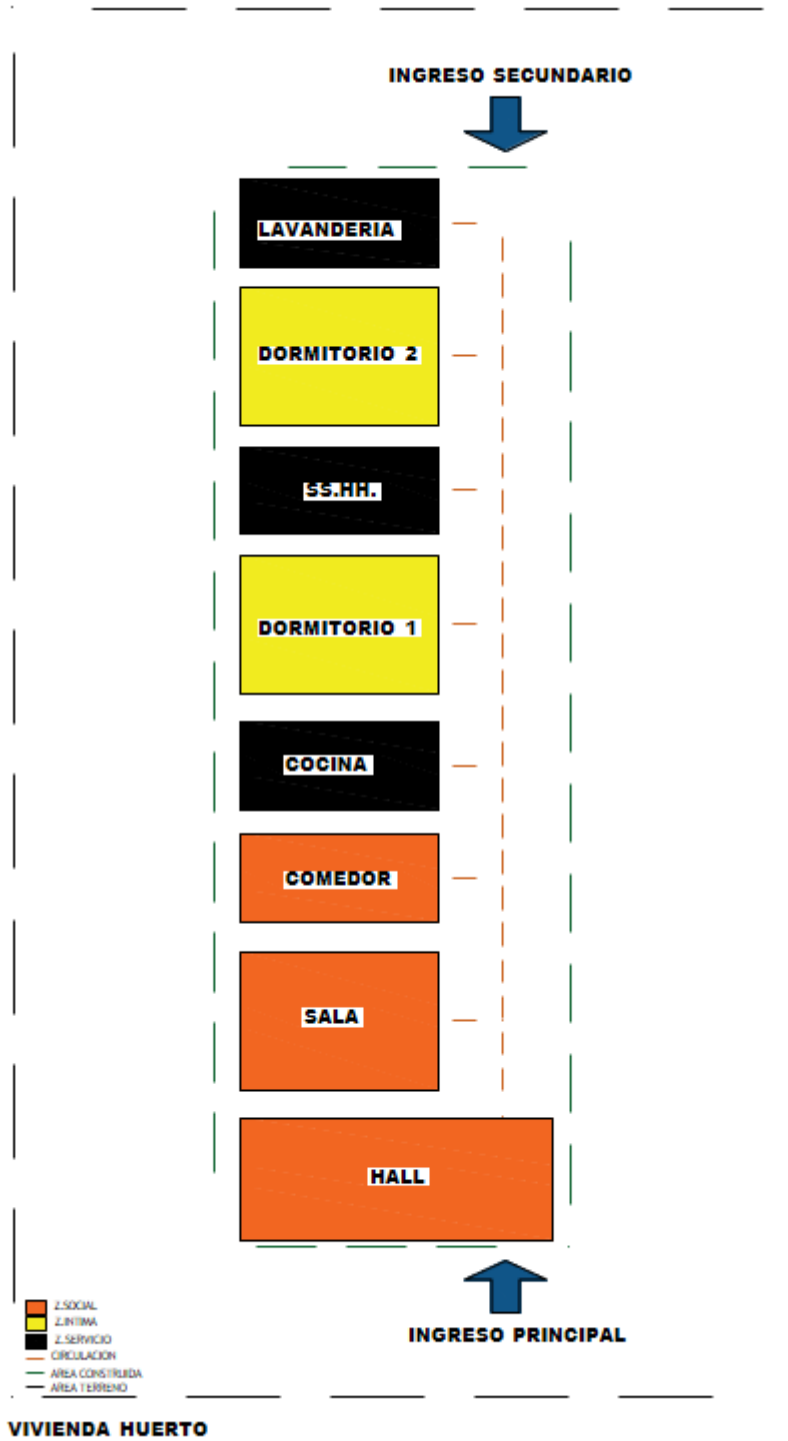 INGRESO SECUNDARIO
LAVANDERIA
DORMITORIO 2
SS.HH.
DORMITORIO 1
COCINA
COMEDOR
SALA
HALL
INGRESO PRINCIPAL
Z.SOCIAL
Z.INTIMA
Z.SERVICIO
CIRCULACION
AREA CONSTRUIDA
AREA TERRENO
VIVIENDA HUERTO